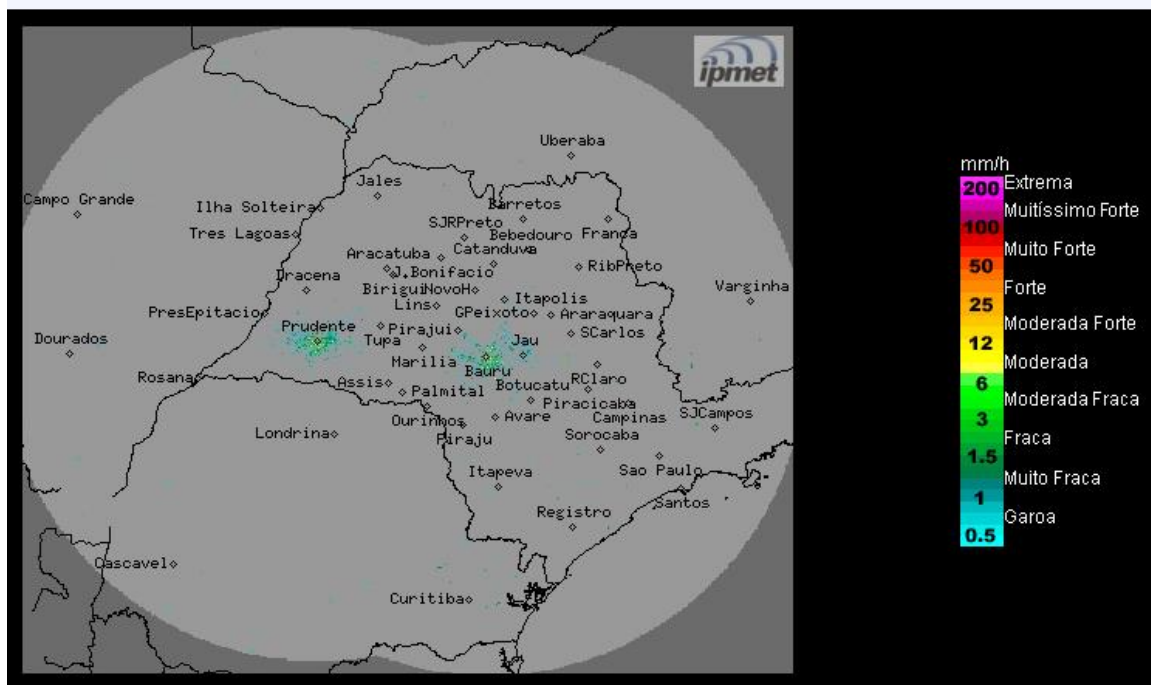 ipmet
Uberaba
Jales
Campo Grande
Ilha Solteira
Barretos
SJRPreto
Tres Lagoas
Bebedouro
Franca
Aracatuba
Catanduva
Dracena
J.Bonifacio
RibPreto
Birigui
NovoH
Varginha
Lins
Itapolis
PresEpitacio
GPeixoto
Araraquara
Prudente
Pirajui
SCarlos
Dourados
Tupa
Jau
Marilia
Bauru
Rosana
Assis
Botucatu
RClaro
Palmital
Piracicaba
SJCampos
Ourinhos
Avare
Campinas
Londrina
Piraju
Sorocaba
Itapeva
Sao Paulo
Santos
Registro
Cascavel
Curitiba
mm/h
200 Extrema
Muitíssimo Forte
100
Muito Forte
50
Forte
25
Moderada Forte
12
Moderada
6
Moderada Fraca
3
Fraca
1.5
Muito Fraca
1
Garoa
0.5